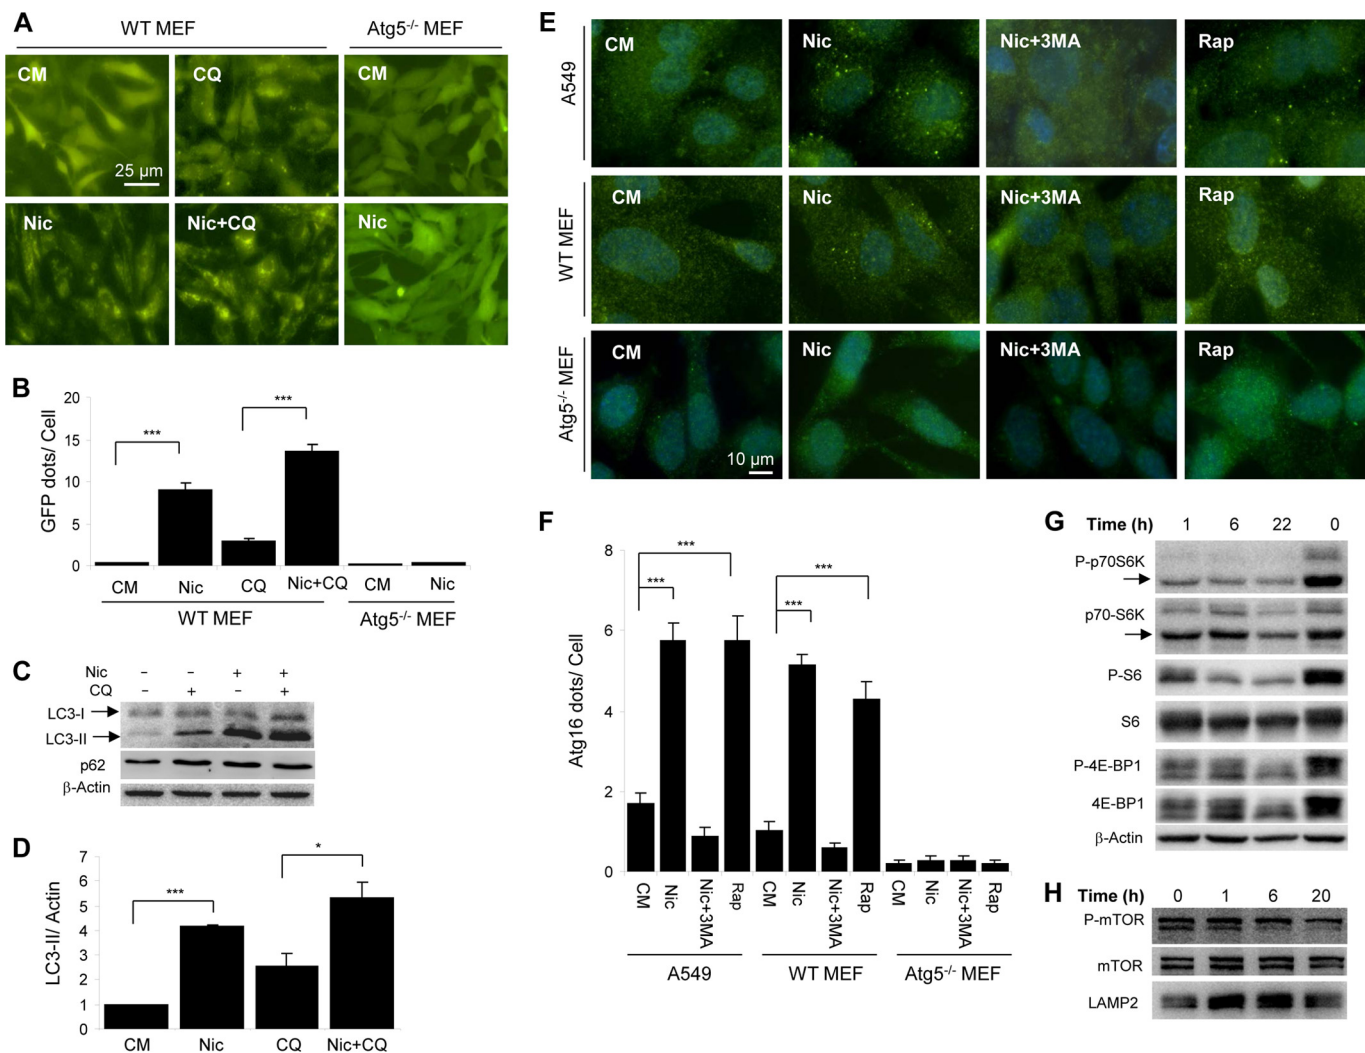 A
WT MEF
Atg5-/- MEF
CM
CQ
CM
25 µm
Nic
Nic+CQ
Nic
B
GFP dots/ Cell
20
15
10
5
0
***
***
CM
Nic
CQ
Nic+CQ
CM
Nic
WT MEF
Atg5-/- MEF
C
Nic – – + +
CQ – + – +
LC3-I
LC3-II
p62
β-Actin
D
LC3-II/ Actin
7
6
5
4
3
2
1
0
***
*
CM
Nic
CQ
Nic+CQ
E
A549
CM
Nic
Nic+3MA
Rap
WT MEF
CM
Nic
Nic+3MA
Rap
Atg5-/- MEF
CM
Nic
Nic+3MA
Rap
10 µm
F
Atg16 dots/ Cell
8
6
4
2
0
***
***
***
***
CM
Nic
Nic+3MA
Rap
CM
Nic
Nic+3MA
Rap
CM
Nic
Nic+3MA
Rap
A549
WT MEF
Atg5-/- MEF
G
Time (h) 1 6 22 0
P-p70S6K
p70-S6K
P-S6
S6
P-4E-BP1
4E-BP1
β-Actin
H
Time (h) 0 1 6 20
P-mTOR
mTOR
LAMP2